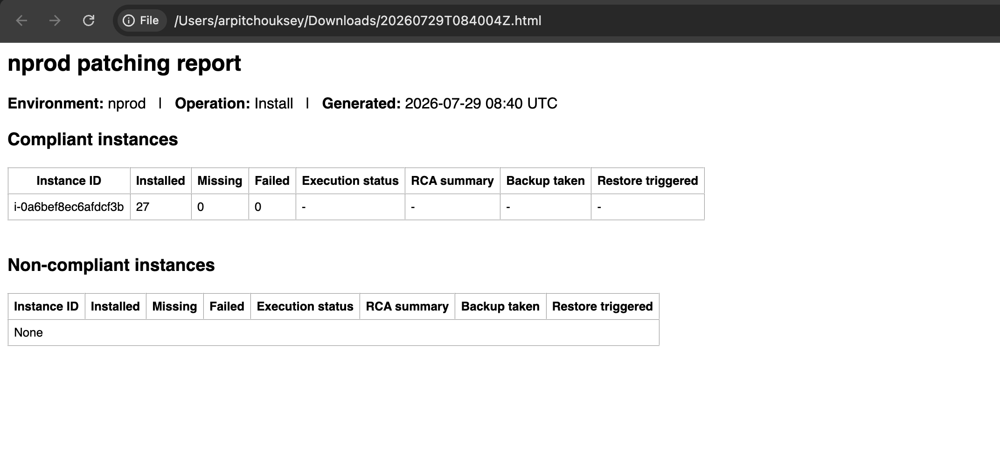 File /Users/arpitchouksey/Downloads/20260729T084004Z.html
nprod patching report
Environment: nprod | Operation: Install | Generated: 2026-07-29 08:40 UTC
Compliant instances
Instance ID Installed Missing Failed Execution status RCA summary Backup taken Restore triggered
i-0a6bef8ec6afdcf3b 27 0 0 - - - -
Non-compliant instances
Instance ID Installed Missing Failed Execution status RCA summary Backup taken Restore triggered
None